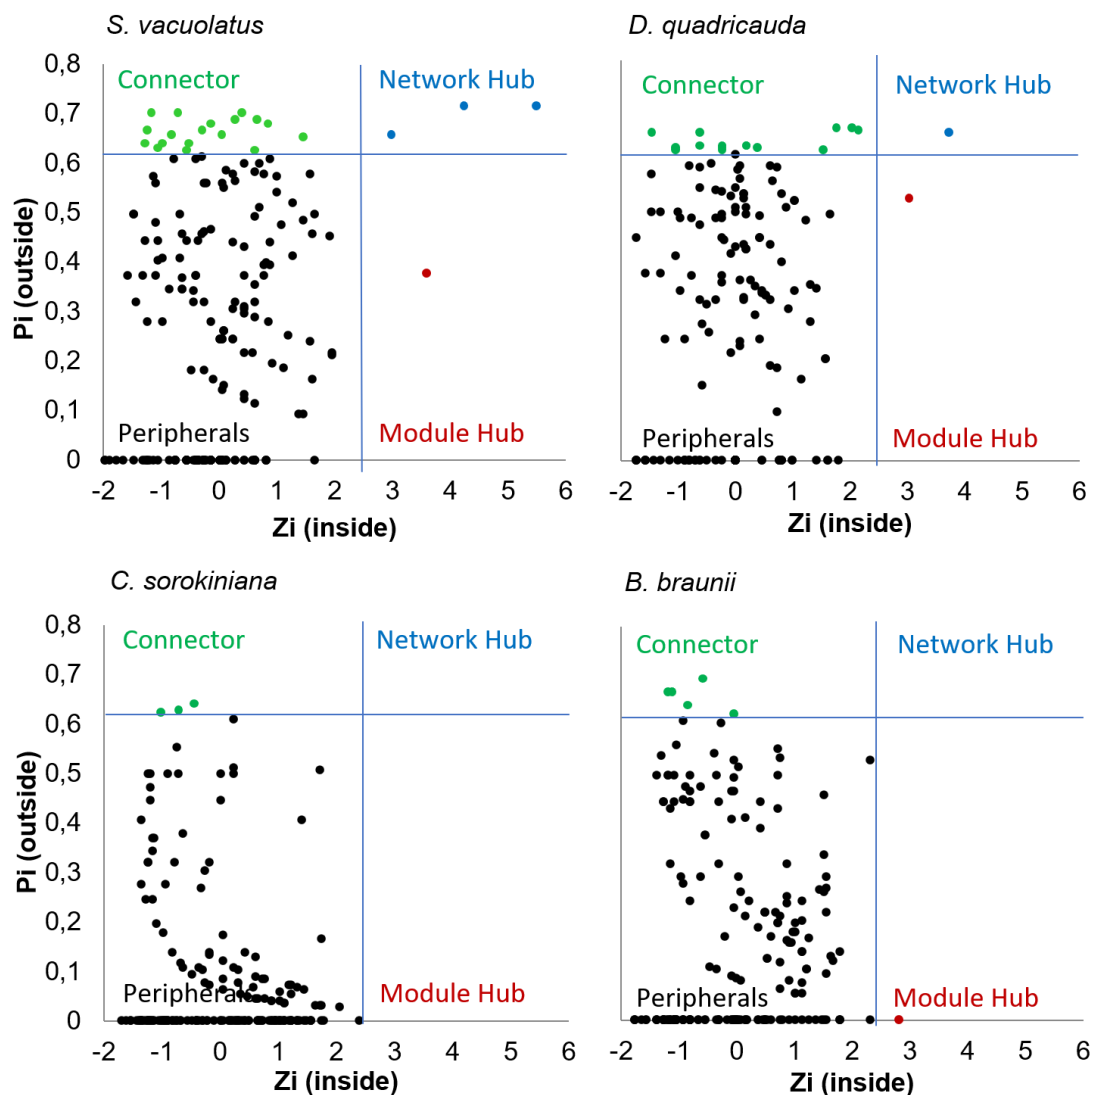 S. vacuolatus
D. quadricauda
0,8
0,7
0,6
0,5
0,4
0,3
0,2
0,1
0
Pi (outside)
Connector
Network Hub
Peripherals
Module Hub
-2 -1 0 1 2 3 4 5 6
Zi (inside)
Connector
Network Hub
Peripherals
Module Hub
-2 -1 0 1 2 3 4 5 6
Zi (inside)
C. sorokiniana
B. braunii
0,8
0,7
0,6
0,5
0,4
0,3
0,2
0,1
0
Pi (outside)
Connector
Network Hub
Peripherals
Module Hub
-2 -1 0 1 2 3 4 5 6
Zi (inside)
Connector
Network Hub
Peripherals
Module Hub
-2 -1 0 1 2 3 4 5 6
Zi (inside)